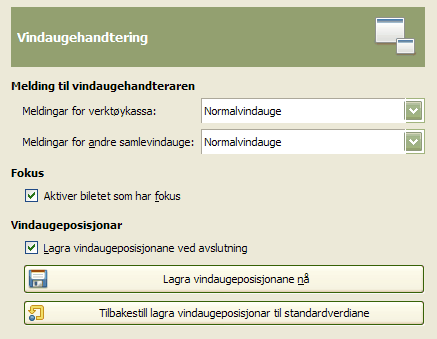 Vindaugehandtering
Melding til vindaugehandteraren
Meldingar for verktøykassa: Normalvindauge
Meldingar for andre samlevindauge: Normalvindauge
Fokus
Aktiver biletet som har fokus
Vindaugeposisjonar
Lagra vindaugeposisjonane ved avslutning
Lagra vindaugeposisjonane nå
Tilbakestill lagra vindaugeposisjonar til standardverdiane